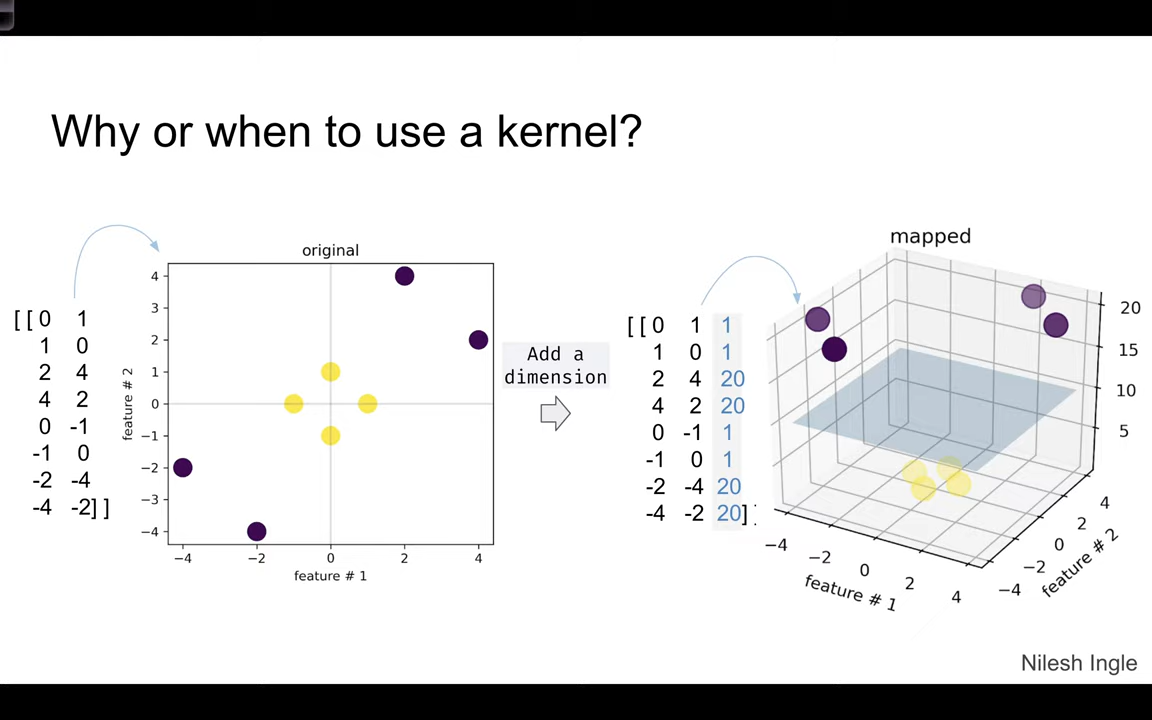 Why or when to use a kernel?
[[0 1
1 0
2 4
4 2
0 -1
-1 0
-2 -4
-4 -2]]
original
4
3
2
1
0
−1
−2
−3
−4
feature # 2
−4 −2 0 2 4
feature # 1
Add a
dimension
[[0 1 1
1 0 1
2 4 20
4 2 20
0 -1 1
-1 0 1
-2 -4 20
-4 -2 20]
mapped
20
15
10
5
−4 −2 0 2 4
feature # 1
−4 −2 0 2 4
feature # 2
Nilesh Ingle